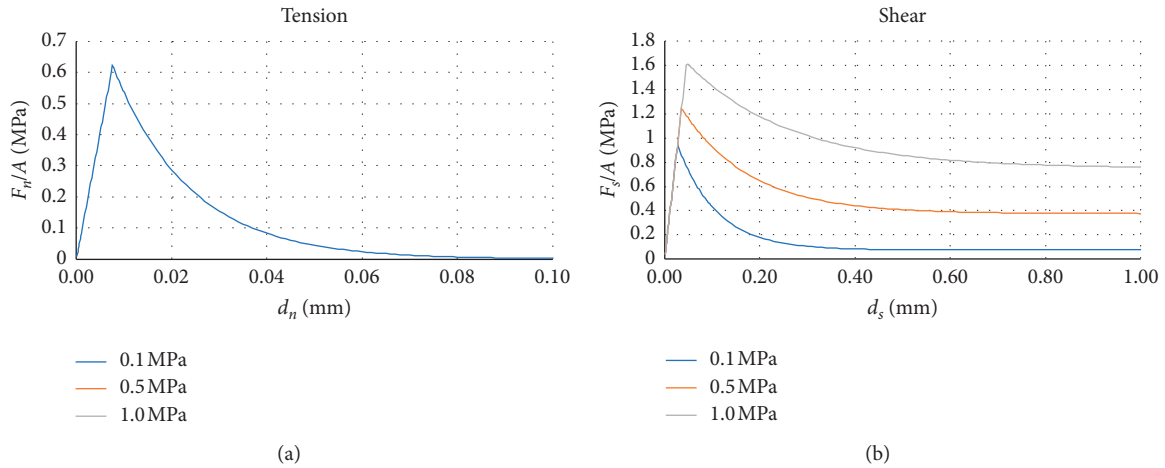 Tension
F_n/A (MPa)
0.7
0.6
0.5
0.4
0.3
0.2
0.1
0
0.00 0.02 0.04 0.06 0.08 0.10
d_n (mm)
0.1 MPa
0.5 MPa
1.0 MPa
(a)
Shear
F_s/A (MPa)
1.8
1.6
1.4
1.2
1
0.8
0.6
0.4
0.2
0
0.00 0.20 0.40 0.60 0.80 1.00
d_s (mm)
0.1 MPa
0.5 MPa
1.0 MPa
(b)